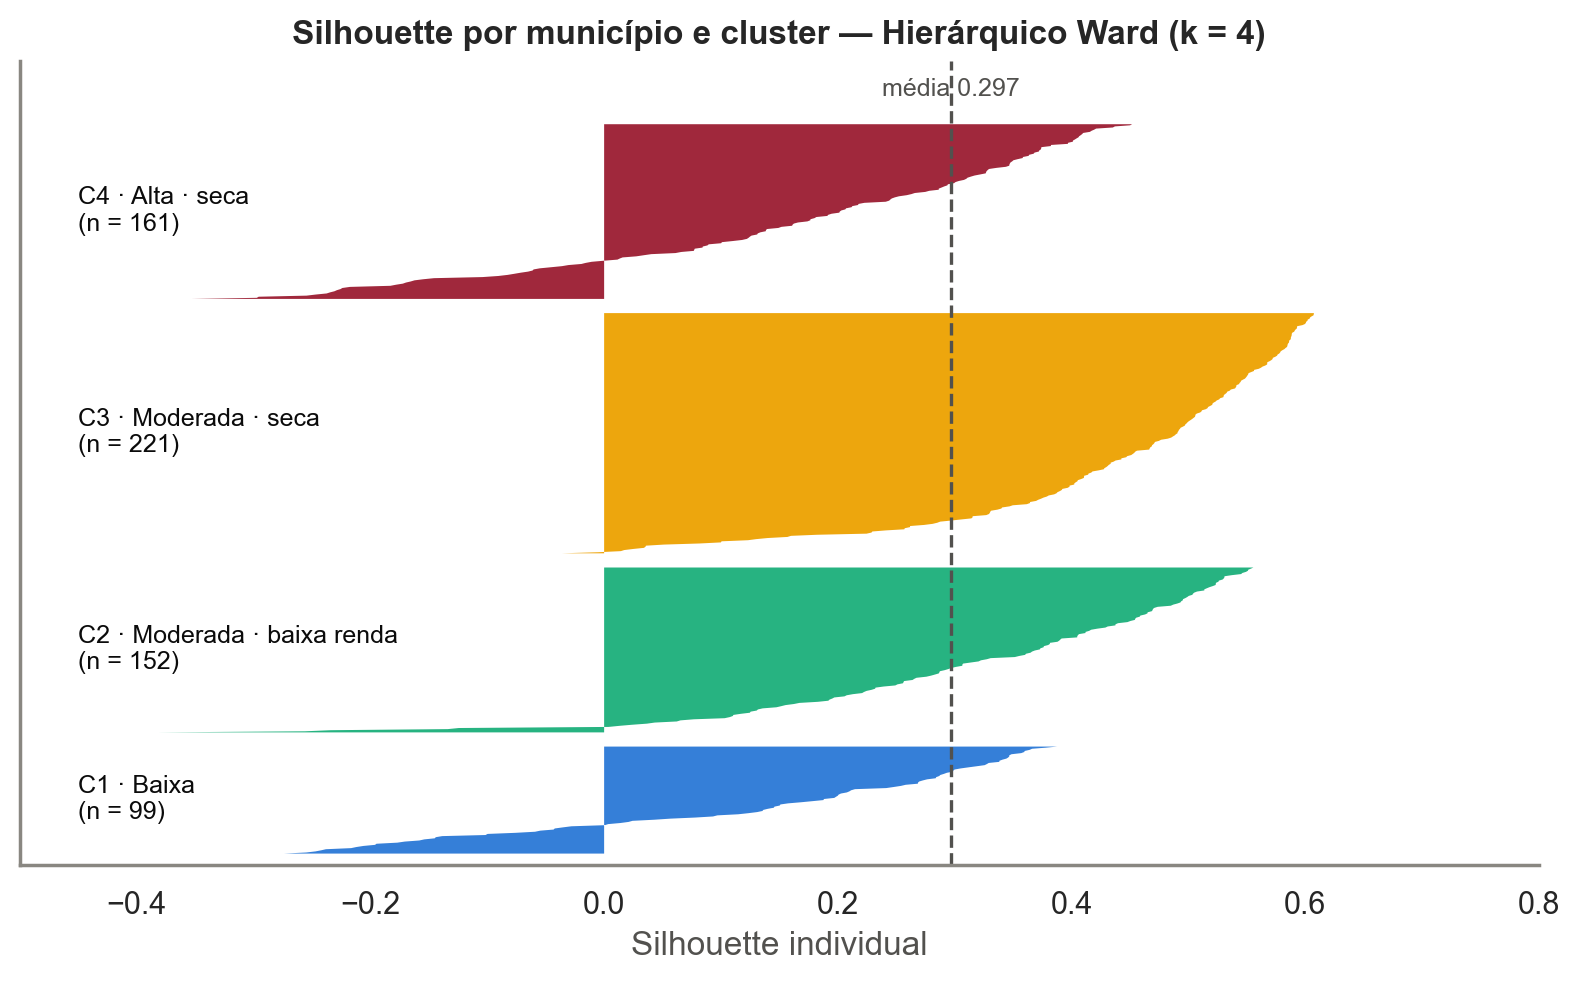 Silhouette por município e cluster — Hierárquico Ward (k = 4)
média 0.297
C4 · Alta · seca
(n = 161)
C3 · Moderada · seca
(n = 221)
C2 · Moderada · baixa renda
(n = 152)
C1 · Baixa
(n = 99)
−0.4 −0.2 0.0 0.2 0.4 0.6 0.8
Silhouette individual